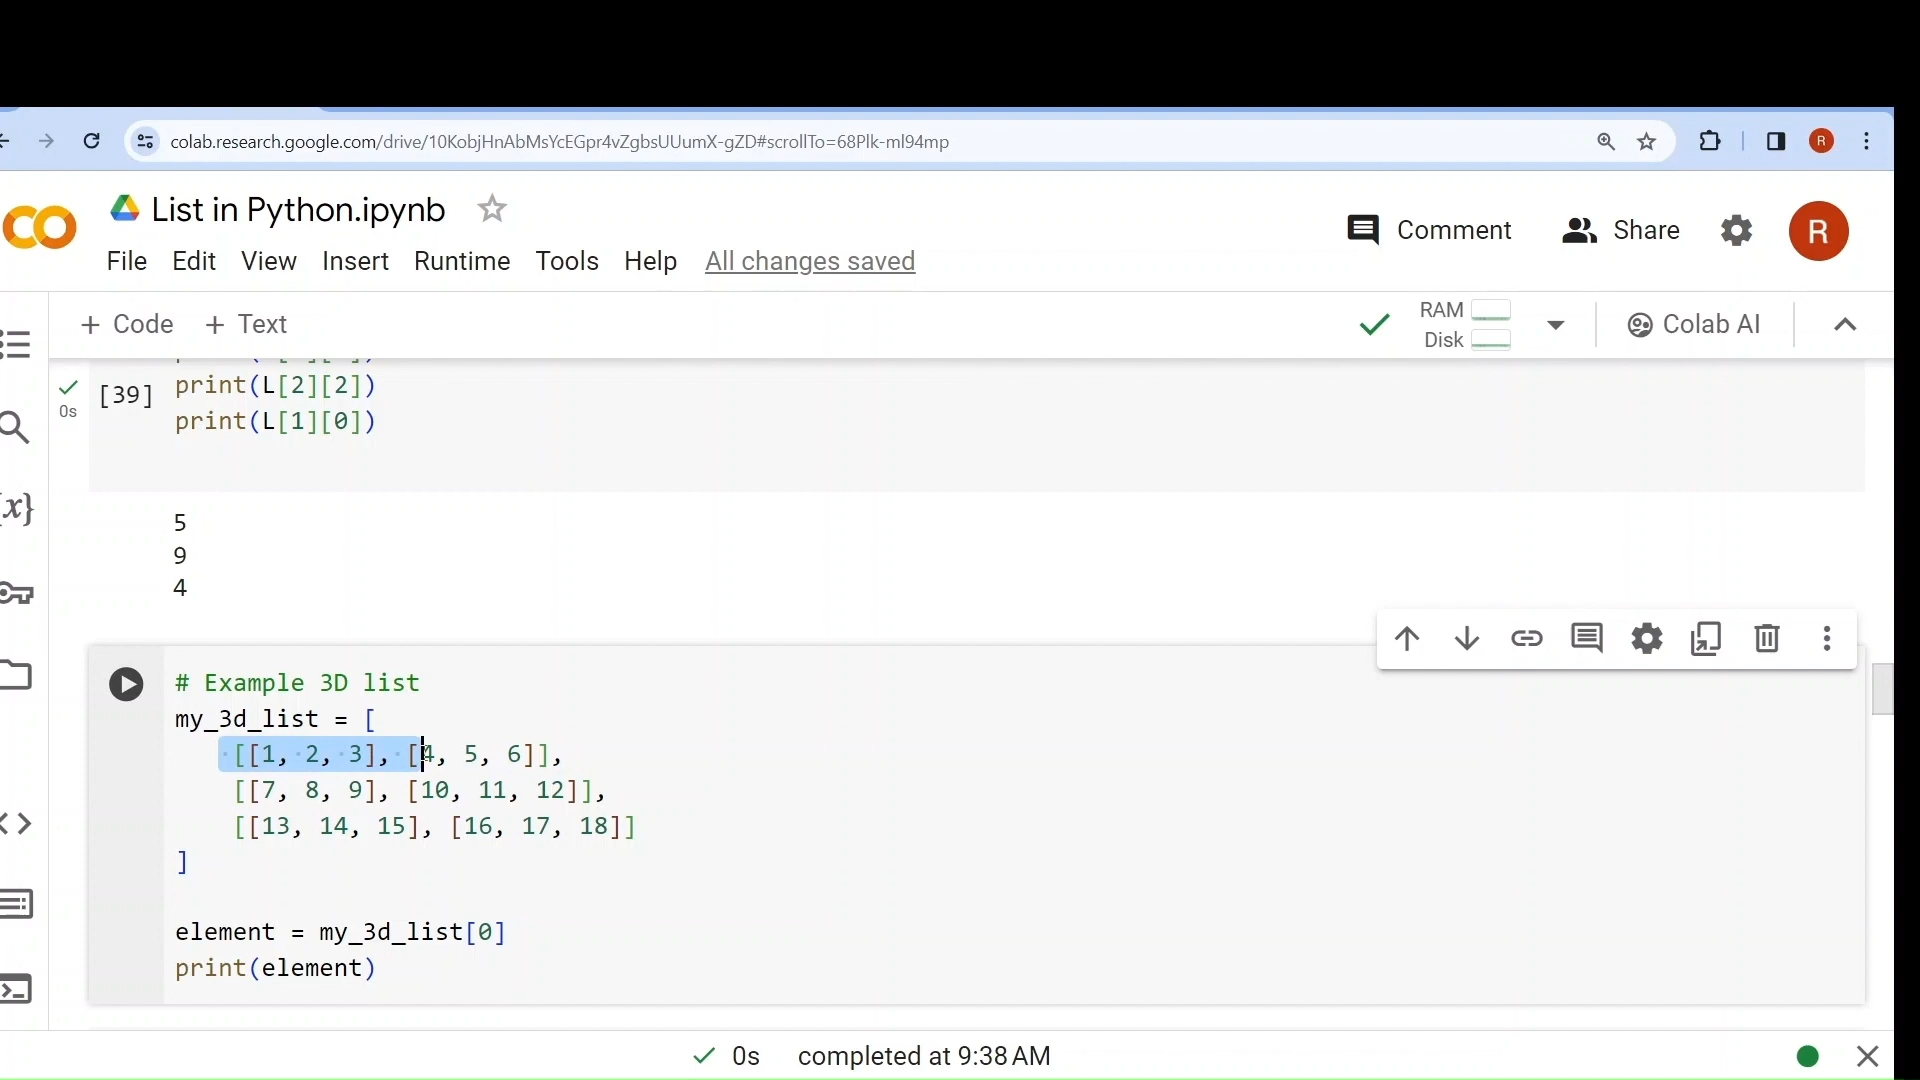 colab.research.google.com/drive/10KobjHnAbMsYcEGpr4vZgbsUUumX-gZD#scrollTo=68Plk-ml94mp
R
List in Python.ipynb
Comment
Share
R
File Edit View Insert Runtime Tools Help All changes saved
+ Code + Text
RAM
Disk
Colab AI
[39]
0s
print(L[2][2])
print(L[1][0])
{x}
5
9
4
# Example 3D list
my_3d_list = [
[[1, 2, 3], [4, 5, 6]],
[[7, 8, 9], [10, 11, 12]],
[[13, 14, 15], [16, 17, 18]]
]
element = my_3d_list[0]
print(element)
0s completed at 9:38 AM